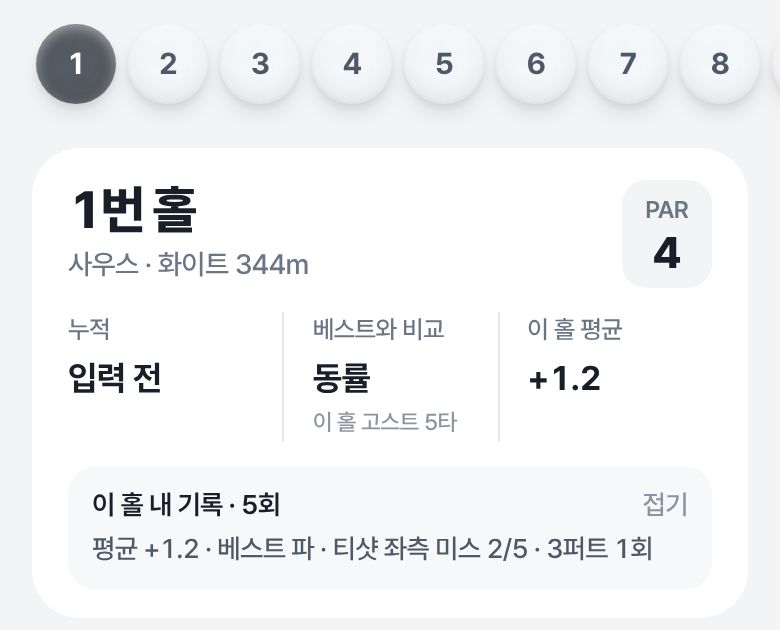 1 2 3 4 5 6 7 8
1번 홀
사우스 · 화이트 344m
PAR
4
누적
입력 전
베스트와 비교
동률
이 홀 고스트 5타
이 홀 평균
+1.2
이 홀 내 기록 · 5회
접기
평균 +1.2 · 베스트 파 · 티샷 좌측 미스 2/5 · 3퍼트 1회